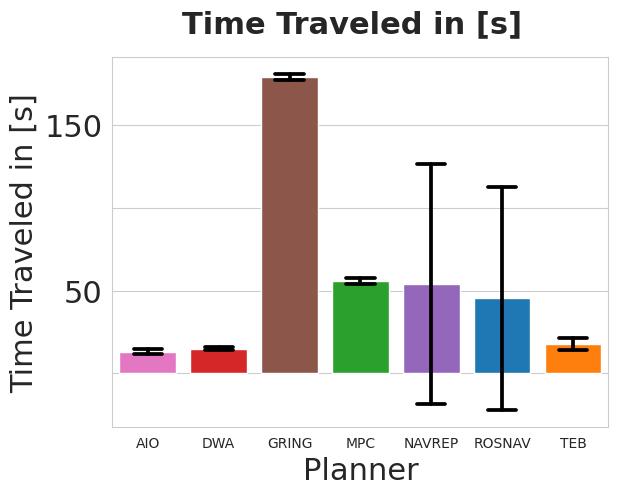 Time Traveled in [s]
Time Traveled in [s]
150
50
AIO DWA GRING MPC NAVREP ROSNAV TEB
Planner